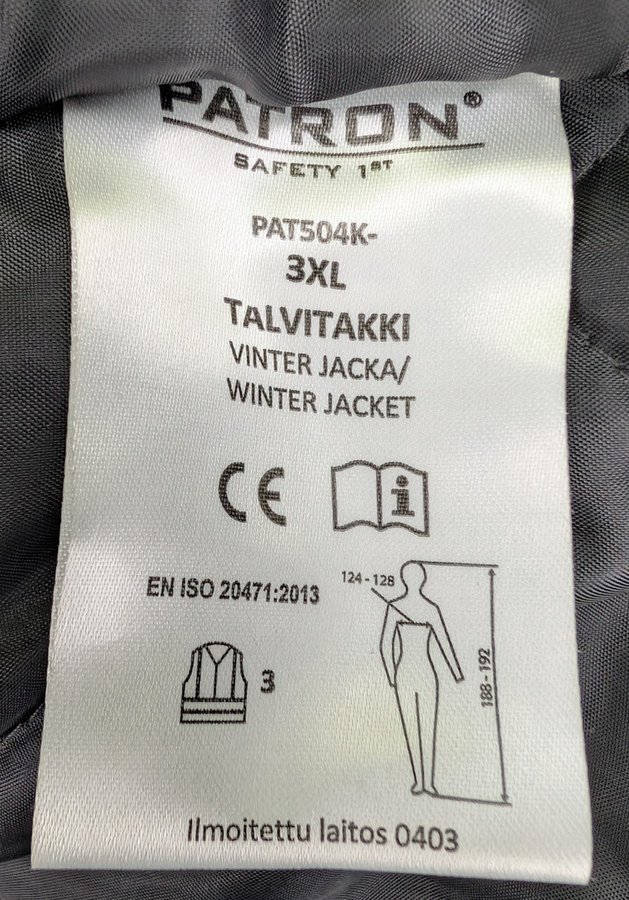 PATRON®
SAFETY 1ST
PAT504K-
3XL
TALVITAKKI
VINTER JACKA/
WINTER JACKET
CE
i
EN ISO 20471:2013
124-128
188-192
3
Ilmoitettu laitos 0403